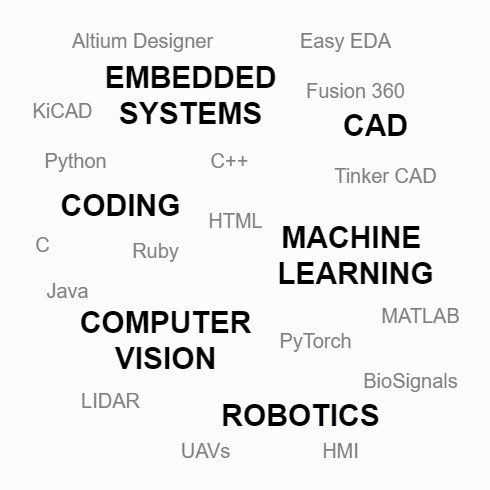 Altium Designer
Easy EDA
EMBEDDED
SYSTEMS
Fusion 360
KiCAD
CAD
Python
C++
Tinker CAD
CODING
HTML
MACHINE
LEARNING
C
Ruby
Java
COMPUTER
VISION
MATLAB
PyTorch
BioSignals
LIDAR
ROBOTICS
UAVs
HMI